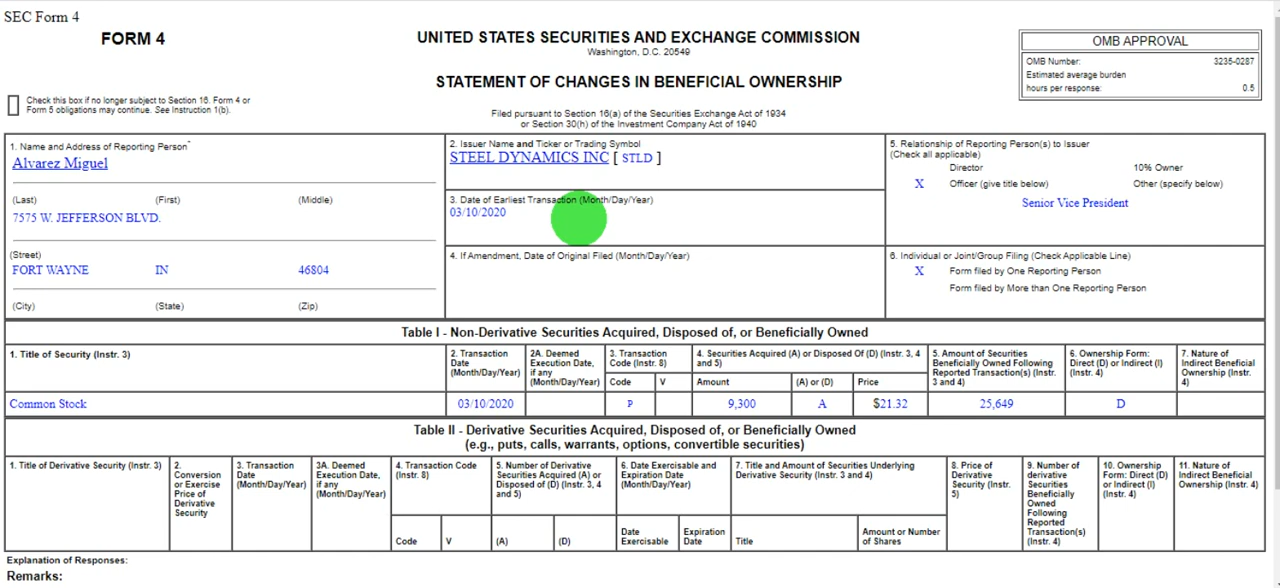 SEC Form 4
FORM 4
UNITED STATES SECURITIES AND EXCHANGE COMMISSION
Washington, D.C. 20549
STATEMENT OF CHANGES IN BENEFICIAL OWNERSHIP
Filed pursuant to Section 16(a) of the Securities Exchange Act of 1934
or Section 30(h) of the Investment Company Act of 1940
OMB APPROVAL
OMB Number: 3235-0287
Estimated average burden
hours per response: 0.5
Check this box if no longer subject to Section 16. Form 4 or
Form 5 obligations may continue. See Instruction 1(b).
1. Name and Address of Reporting Person*
Alvarez Miguel
(Last) (First) (Middle)
7575 W. JEFFERSON BLVD.
(Street)
FORT WAYNE IN 46804
(City) (State) (Zip)
2. Issuer Name and Ticker or Trading Symbol
STEEL DYNAMICS INC [ STLD ]
3. Date of Earliest Transaction (Month/Day/Year)
03/10/2020
4. If Amendment, Date of Original Filed (Month/Day/Year)
5. Relationship of Reporting Person(s) to Issuer
(Check all applicable)
Director 10% Owner
X Officer (give title below) Other (specify below)
Senior Vice President
6. Individual or Joint/Group Filing (Check Applicable Line)
X Form filed by One Reporting Person
Form filed by More than One Reporting Person
Table I - Non-Derivative Securities Acquired, Disposed of, or Beneficially Owned
1. Title of Security (Instr. 3)
2. Transaction
Date
(Month/Day/Year)
2A. Deemed
Execution Date,
if any
(Month/Day/Year)
3. Transaction
Code (Instr. 8)
4. Securities Acquired (A) or Disposed Of (D) (Instr. 3, 4
and 5)
5. Amount of Securities
Beneficially Owned Following
Reported Transaction(s) (Instr.
3 and 4)
6. Ownership Form:
Direct (D) or Indirect (I)
(Instr. 4)
7. Nature of
Indirect Beneficial
Ownership (Instr.
4)
Code V Amount (A) or (D) Price
Common Stock 03/10/2020 P 9,300 A $21.32 25,649 D
Table II - Derivative Securities Acquired, Disposed of, or Beneficially Owned
(e.g., puts, calls, warrants, options, convertible securities)
1. Title of Derivative Security (Instr. 3)
2.
Conversion
or Exercise
Price of
Derivative
Security
3. Transaction
Date
(Month/Day/Year)
3A. Deemed
Execution Date,
if any
(Month/Day/Year)
4. Transaction Code
(Instr. 8)
5. Number of Derivative
Securities Acquired (A) or
Disposed of (D) (Instr. 3, 4
and 5)
6. Date Exercisable and
Expiration Date
(Month/Day/Year)
7. Title and Amount of Securities Underlying
Derivative Security (Instr. 3 and 4)
8. Price of
Derivative
Security (Instr.
5)
9. Number of
derivative
Securities
Beneficially
Owned
Following
Reported
Transaction(s)
(Instr. 4)
10. Ownership
Form: Direct (D)
or Indirect (I)
(Instr. 4)
11. Nature of
Indirect Beneficial
Ownership (Instr. 4)
Code V (A) (D)
Date
Exercisable
Expiration
Date
Title
Amount or Number
of Shares
Explanation of Responses:
Remarks: